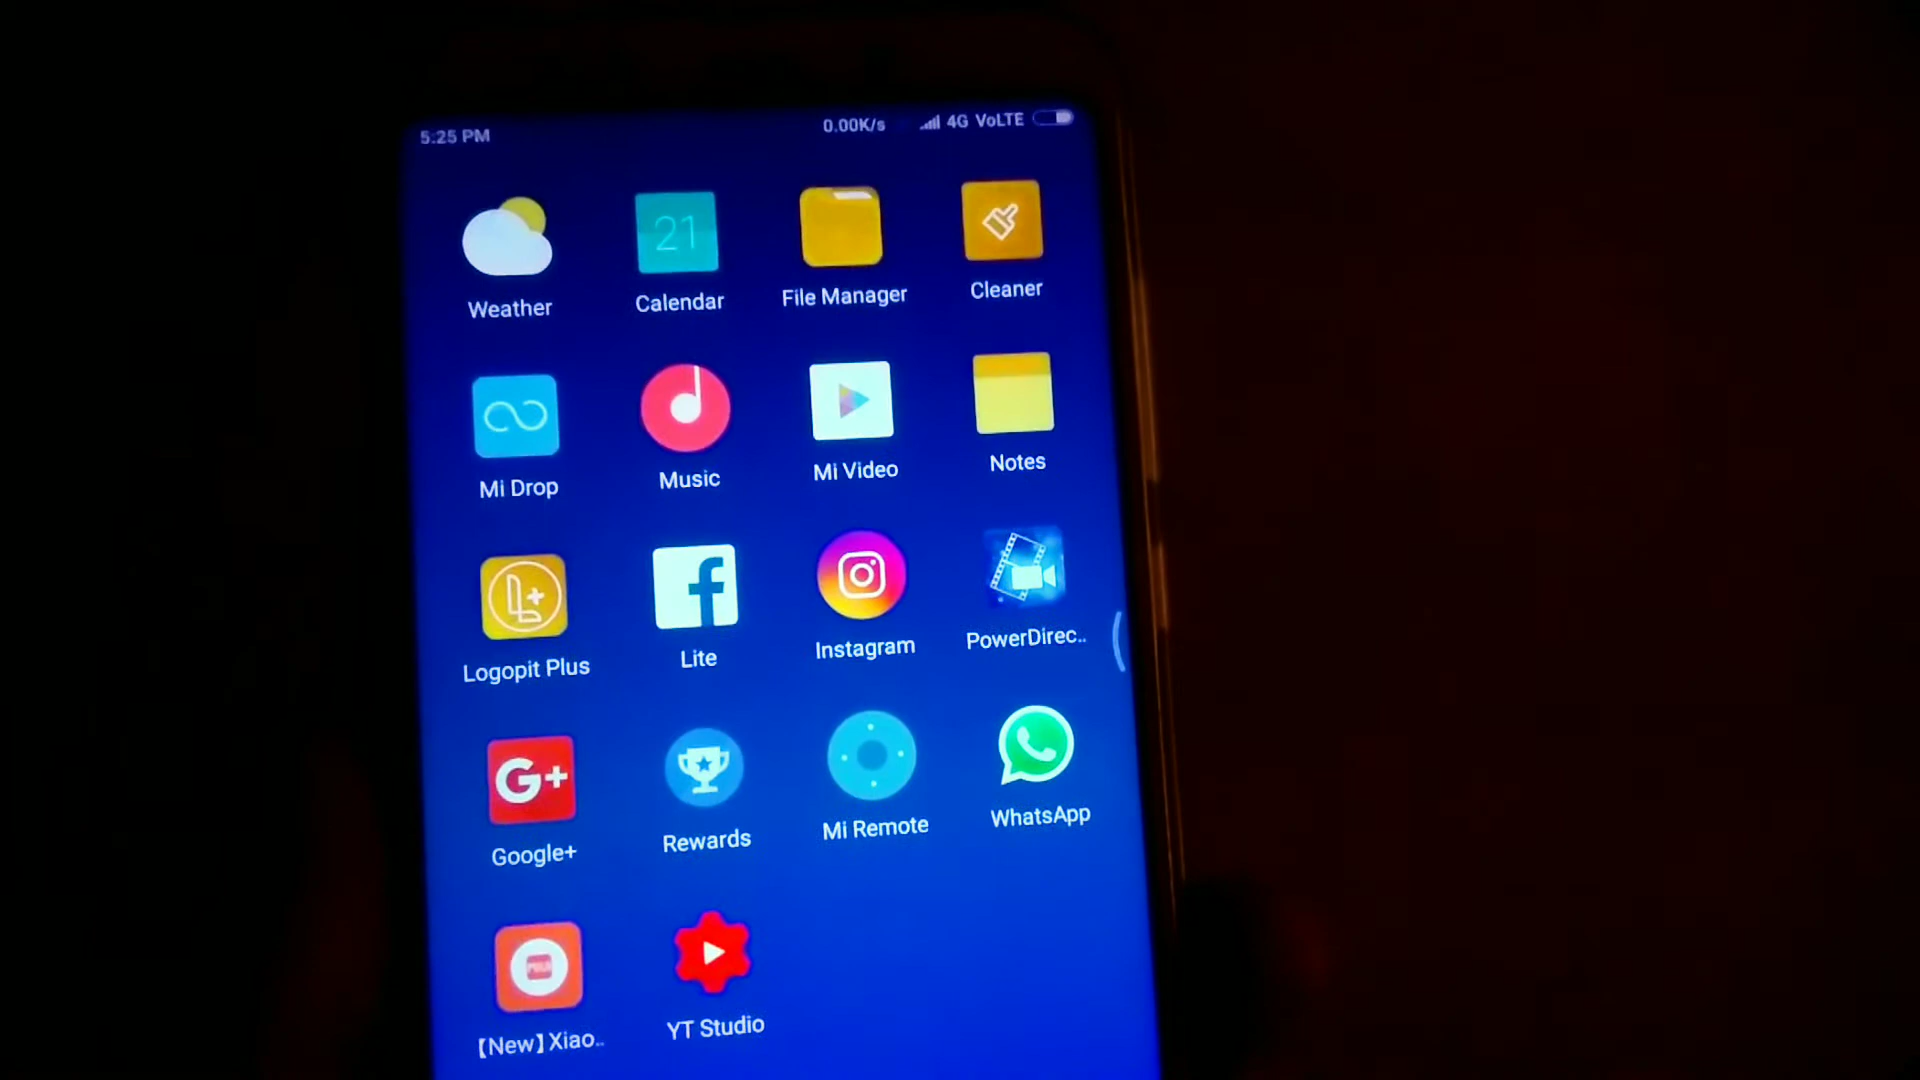 5:25 PM 0.00K/s 4G VoLTE
21
Weather Calendar File Manager Cleaner
Mi Drop Music Mi Video Notes
L+ f
Logopit Plus Lite Instagram PowerDirec..
G+
Google+ Rewards Mi Remote WhatsApp
【New】Xiao.. YT Studio